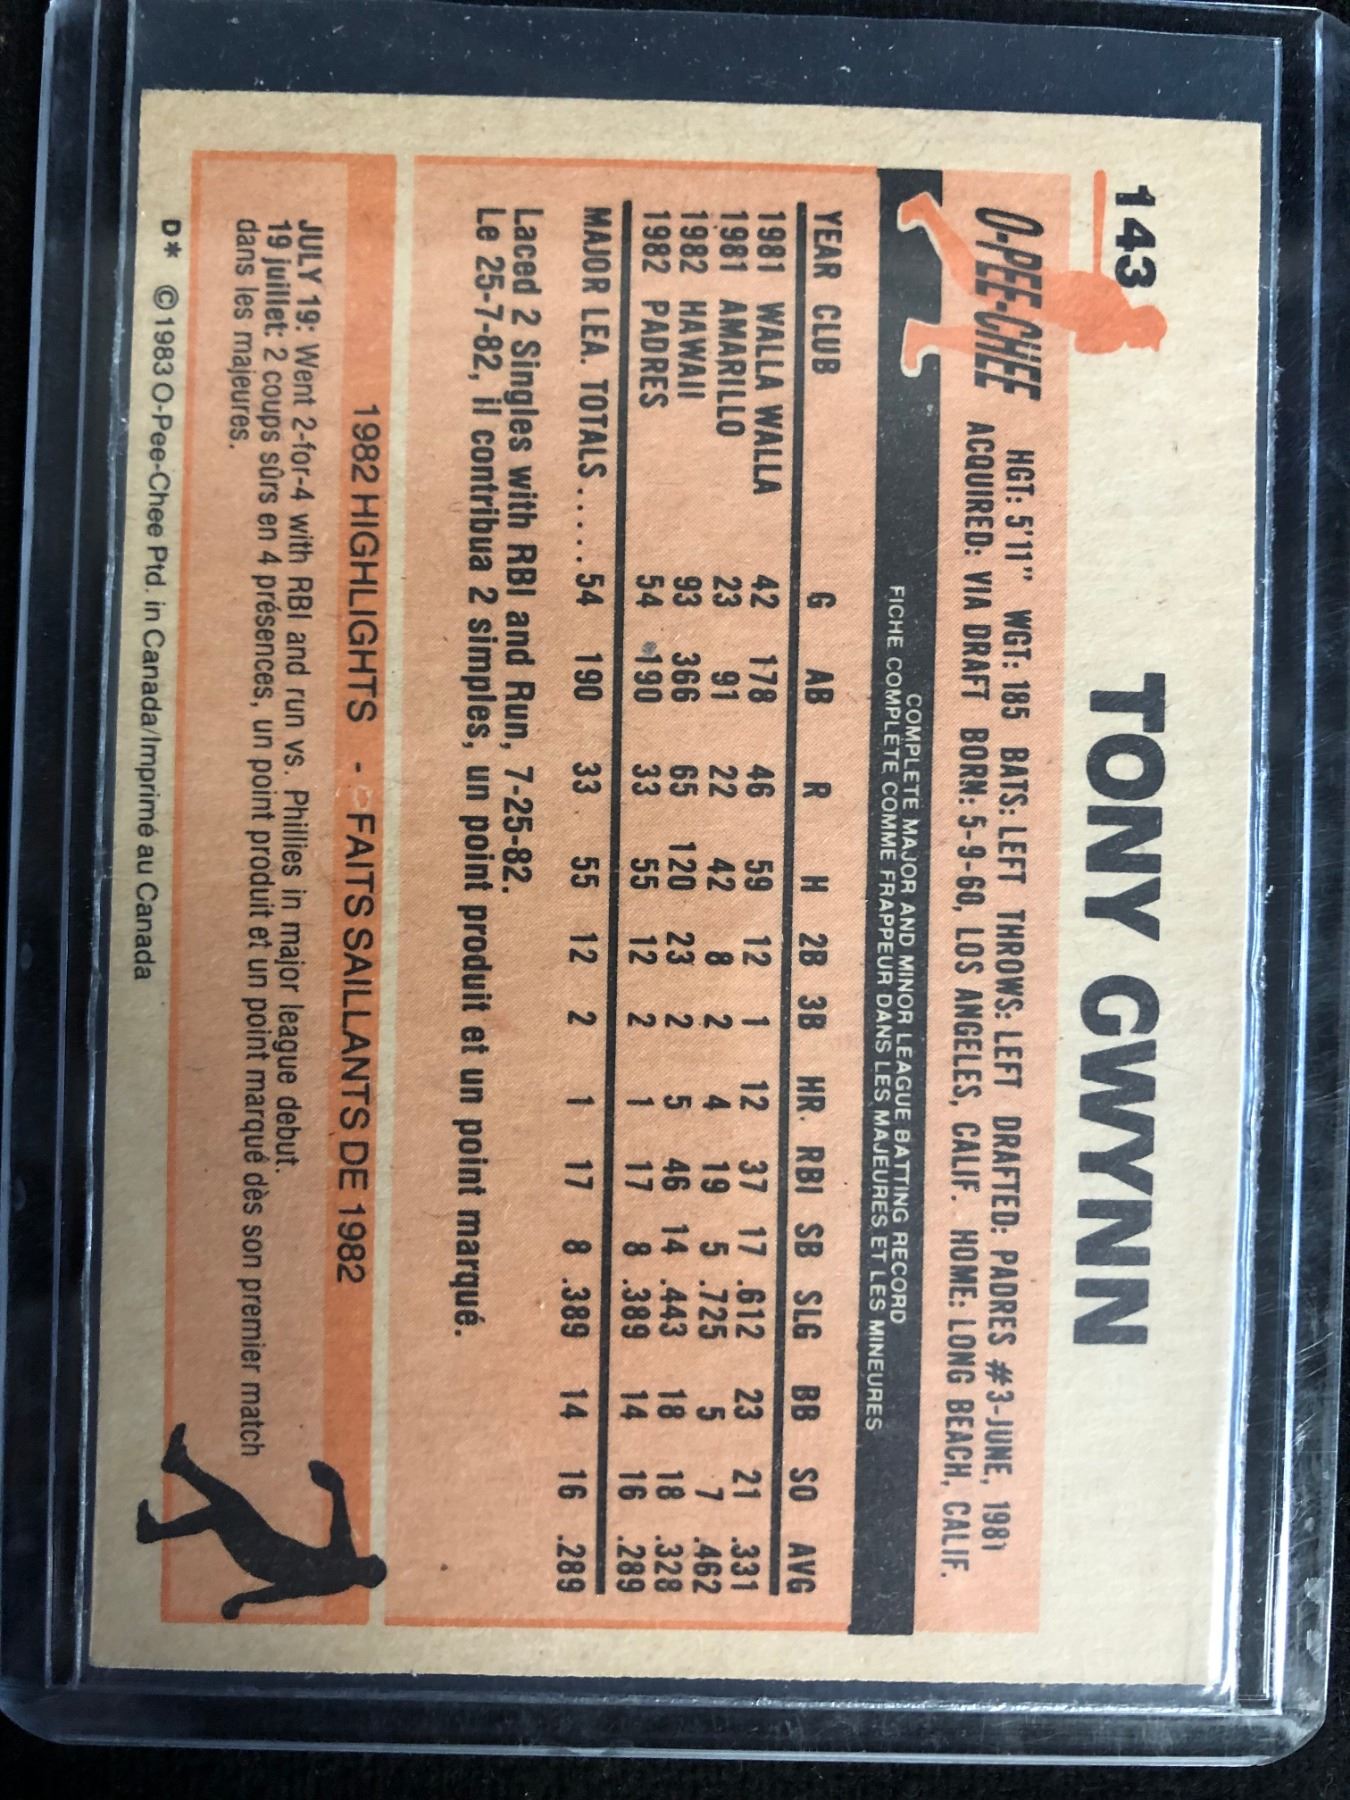 143
TONY GWYNN
O-PEE-CHEE
HGT: 5'11" WGT: 185 BATS: LEFT THROWS: LEFT DRAFTED: PADRES #3-JUNE, 1981
ACQUIRED: VIA DRAFT BORN: 5-9-60, LOS ANGELES, CALIF. HOME: LONG BEACH, CALIF.
COMPLETE MAJOR AND MINOR LEAGUE BATTING RECORD
FICHE COMPLÈTE COMME FRAPPEUR DANS LES MAJEURES ET LES MINEURES
YEAR CLUB G AB R H 2B 3B HR. RBI SB SLG BB SO AVG
1981 WALLA WALLA 42 178 46 59 12 1 12 37 17 .612 23 21 .331
1981 AMARILLO 23 91 22 42 8 2 4 19 5 .725 5 7 .462
1982 HAWAII 93 366 65 120 23 2 5 46 14 .443 18 18 .328
1982 PADRES 54 190 33 55 12 2 1 17 8 .389 14 16 .289
MAJOR LEA. TOTALS..... 54 190 33 55 12 2 1 17 8 .389 14 16 .289
Laced 2 Singles with RBI and Run, 7-25-82.
Le 25-7-82, il contribua 2 simples, un point produit et un point marqué.
1982 HIGHLIGHTS - FAITS SAILLANTS DE 1982
JULY 19: Went 2-for-4 with RBI and run vs. Phillies in major league debut.
19 juillet: 2 coups sûrs en 4 présences, un point produit et un point marqué dès son premier match
dans les majeures.
D* © 1983 O-Pee-Chee Ptd. in Canada/Imprimé au Canada